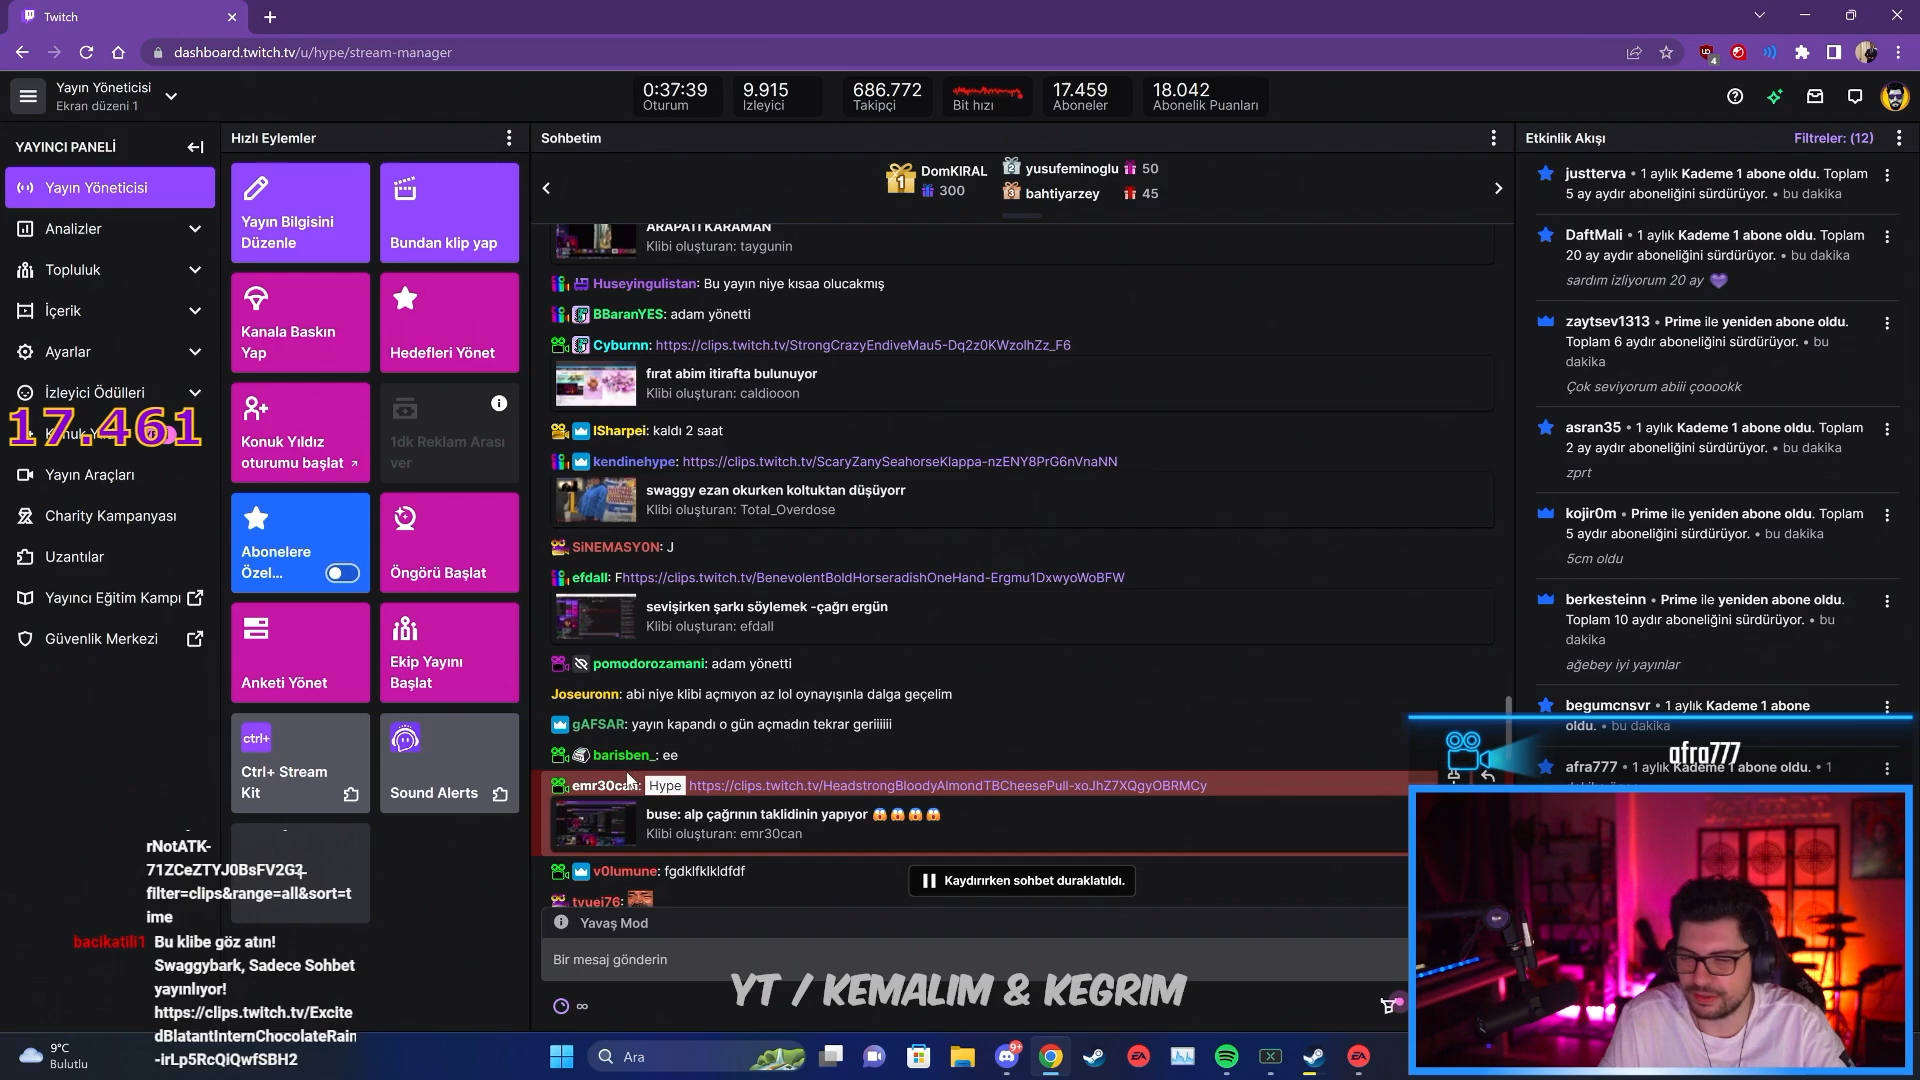 Twitch
dashboard.twitch.tv/u/hype/stream-manager
Yayın Yöneticisi
Ekran düzeni 1
0:37:39
Oturum
9.915
İzleyici
686.772
Takipçi
Bit hızı
17.459
Aboneler
18.042
Abonelik Puanları
YAYINCI PANELİ
Yayın Yöneticisi
Analizler
Topluluk
İçerik
Ayarlar
İzleyici Ödülleri
17.461
Yayın Araçları
Charity Kampanyası
Uzantılar
Yayıncı Eğitim Kampı
Güvenlik Merkezi
Hızlı Eylemler
Yayın Bilgisini
Düzenle
Bundan klip yap
Kanala Baskın
Yap
Hedefleri Yönet
Konuk Yıldız
oturumu başlat
1dk Reklam Arası
ver
Abonelere
Özel...
Öngörü Başlat
Anketi Yönet
Ekip Yayını
Başlat
ctrl+
Ctrl+ Stream
Kit
Sound Alerts
rNotATK-
71ZCeZTYJ0BsFV2G?-
filter=clips&range=all&sort=t
ime
bacikatili1 Bu klibe göz atın!
Swaggybark, Sadece Sohbet
yayınlıyor!
https://clips.twitch.tv/Excite
dBlatantInternChocolateRain
-irLp5RcQiQwfSBH2
Sohbetim
1 DomKIRAL
300
2 yusufeminoglu 50
3 bahtiyarzey 45
ARAPATİ KARAMAN
Klibi oluşturan: taygunin
Huseyingulistan: Bu yayın niye kısaa olucakmış
BBaranYES: adam yönetti
Cyburnn: https://clips.twitch.tv/StrongCrazyEndiveMau5-Dq2z0KWzolhZz_F6
fırat abim itirafta bulunuyor
Klibi oluşturan: caldiooon
ISharpei: kaldı 2 saat
kendinehype: https://clips.twitch.tv/ScaryZanySeahorseKlappa-nzENY8PrG6nVnaNN
swaggy ezan okurken koltuktan düşüyorr
Klibi oluşturan: Total_Overdose
SiNEMASY0N: J
efdall: Fhttps://clips.twitch.tv/BenevolentBoldHorseradishOneHand-Ergmu1DxwyoWoBFW
sevişirken şarkı söylemek -çağrı ergün
Klibi oluşturan: efdall
pomodorozamani: adam yönetti
Joseuronn: abi niye klibi açmıyon az lol oynayışınla dalga geçelim
gAFSAR: yayın kapandı o gün açmadın tekrar geriiiiii
barisben_: ee
emr30can: Hype https://clips.twitch.tv/HeadstrongBloodyAlmondTBCheesePull-xoJhZ7XQgyOBRMCy
buse: alp çağrının taklidinin yapıyor 😱😱😱😱
Klibi oluşturan: emr30can
v0lumune: fgdklfklkldfdf
tyuei76:
Kaydırırken sohbet duraklatıldı.
Yavaş Mod
Bir mesaj gönderin
YT / KEMALIM & KEGRIM
Etkinlik Akışı
Filtreler: (12)
justterva • 1 aylık Kademe 1 abone oldu. Toplam
5 ay aydır aboneliğini sürdürüyor. • bu dakika
DaftMali • 1 aylık Kademe 1 abone oldu. Toplam
20 ay aydır aboneliğini sürdürüyor. • bu dakika
sardım izliyorum 20 ay 💜
zaytsev1313 • Prime ile yeniden abone oldu.
Toplam 6 aydır aboneliğini sürdürüyor. • bu
dakika
Çok seviyorum abiii çooookk
asran35 • 1 aylık Kademe 1 abone oldu. Toplam
2 ay aydır aboneliğini sürdürüyor. • bu dakika
zprt
kojir0m • Prime ile yeniden abone oldu. Toplam
5 aydır aboneliğini sürdürüyor. • bu dakika
5cm oldu
berkesteinn • Prime ile yeniden abone oldu.
Toplam 10 aydır aboneliğini sürdürüyor. • bu
dakika
ağebey iyi yayınlar
begumcnsvr • 1 aylık Kademe 1 abone
oldu. • bu dakika
afra777
afra777 • 1 aylık Kademe 1 abone oldu. • 1
9°C
Bulutlu
Ara
9+